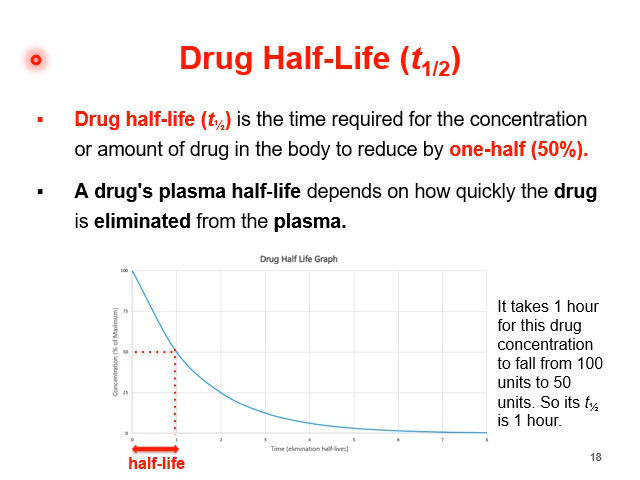 Drug Half-Life (t1/2)
▪ Drug half-life (t½) is the time required for the concentration
or amount of drug in the body to reduce by one-half (50%).
▪ A drug's plasma half-life depends on how quickly the drug
is eliminated from the plasma.
Drug Half Life Graph
Concentration (% of Maximum)
100
75
50
25
0
0 1 2 3 4 5 6 7 8
Time (elimination half-lives)
half-life
It takes 1 hour
for this drug
concentration
to fall from 100
units to 50
units. So its t½
is 1 hour.
18